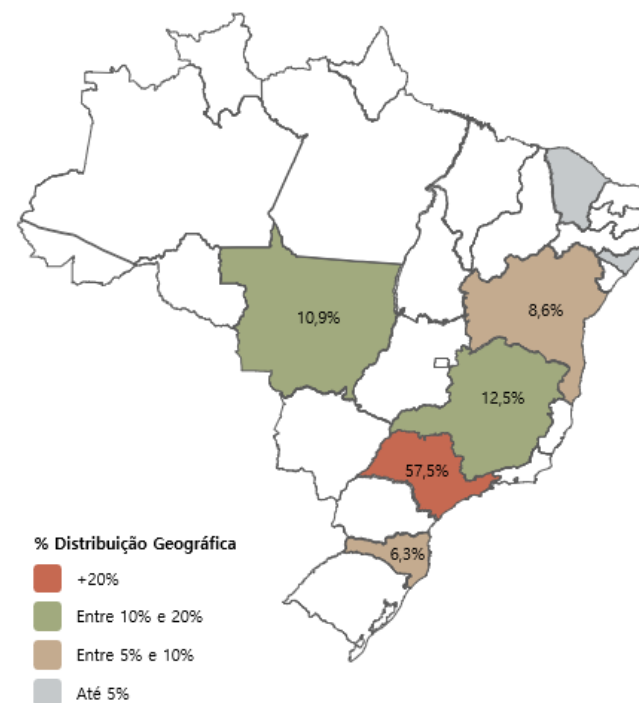 10,9%
8,6%
12,5%
57,5%
6,3%
% Distribuição Geográfica
+20%
Entre 10% e 20%
Entre 5% e 10%
Até 5%